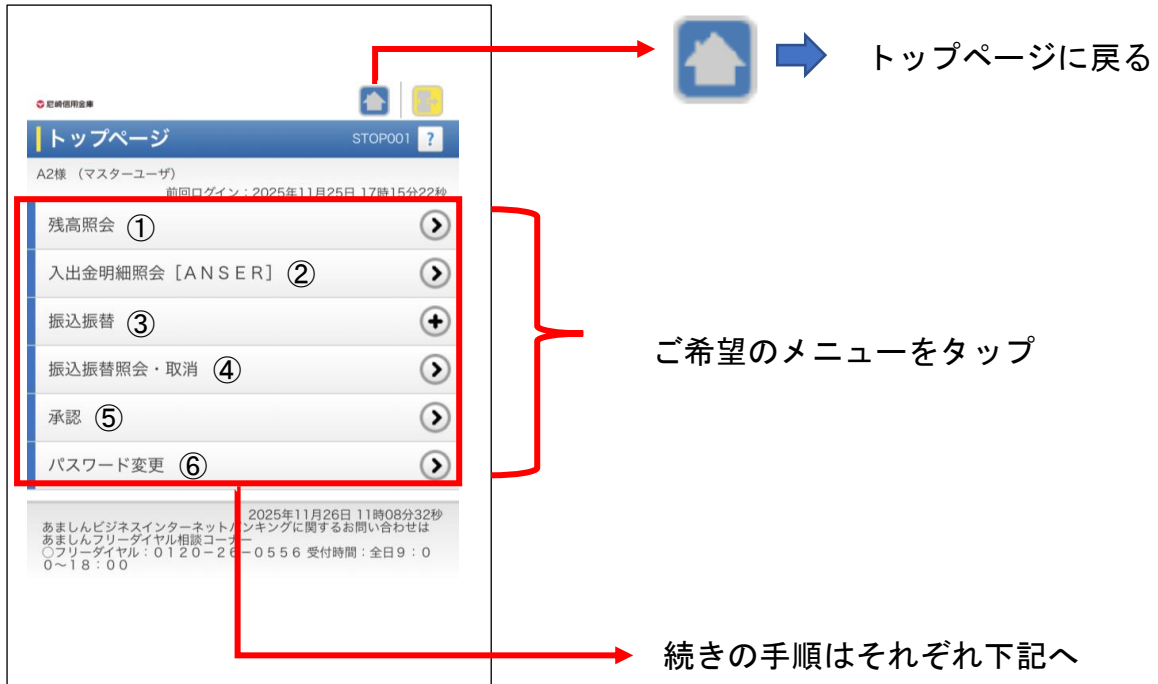 トップページに戻る
尼崎信用金庫
トップページ STOP001 ?
A2様 （マスターユーザ）
前回ログイン：2025年11月25日 17時15分22秒
残高照会 ①
入出金明細照会［ＡＮＳＥＲ］ ②
振込振替 ③
ご希望のメニューをタップ
振込振替照会・取消 ④
承認 ⑤
パスワード変更 ⑥
2025年11月26日 11時08分32秒
あましんビジネスインターネットバンキングに関するお問い合わせは
あましんフリーダイヤル相談コーナー
○フリーダイヤル：０１２０－２６－０５５６ 受付時間：全日９：０
０～１８：００
続きの手順はそれぞれ下記へ